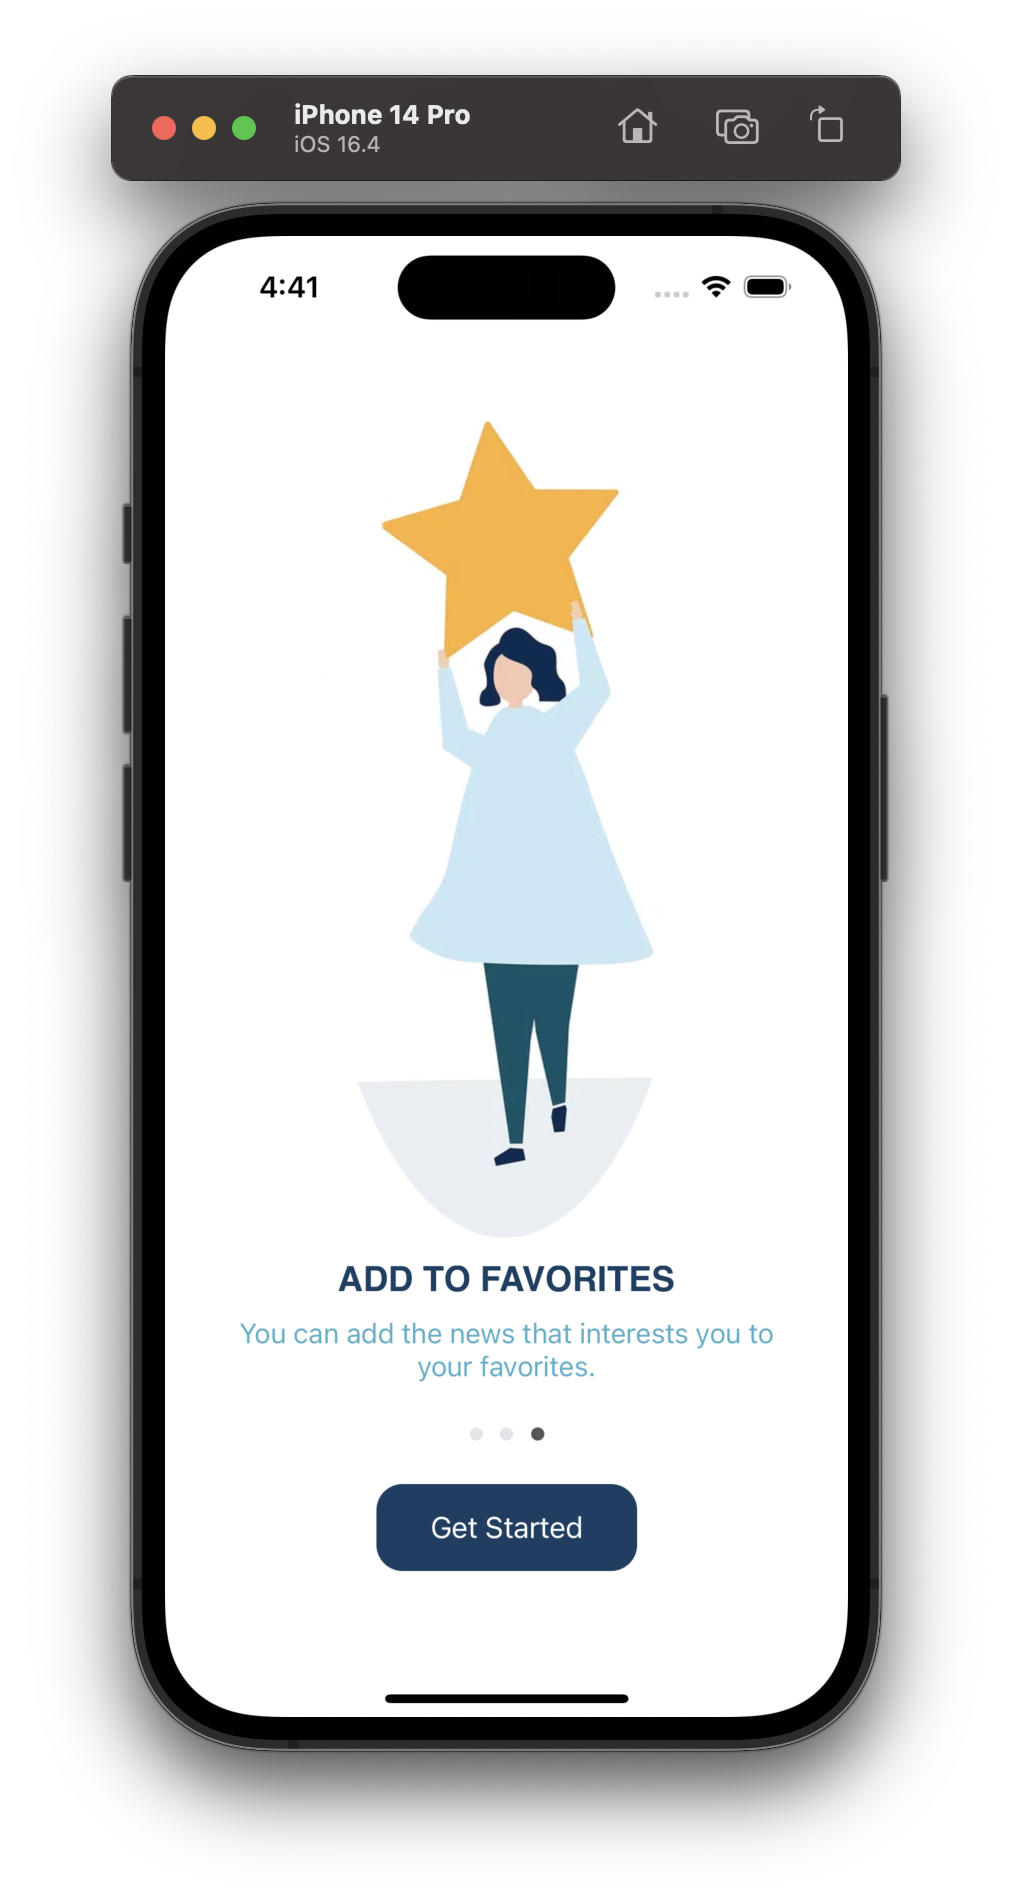 iPhone 14 Pro
iOS 16.4
4:41
ADD TO FAVORITES
You can add the news that interests you to
your favorites.
Get Started